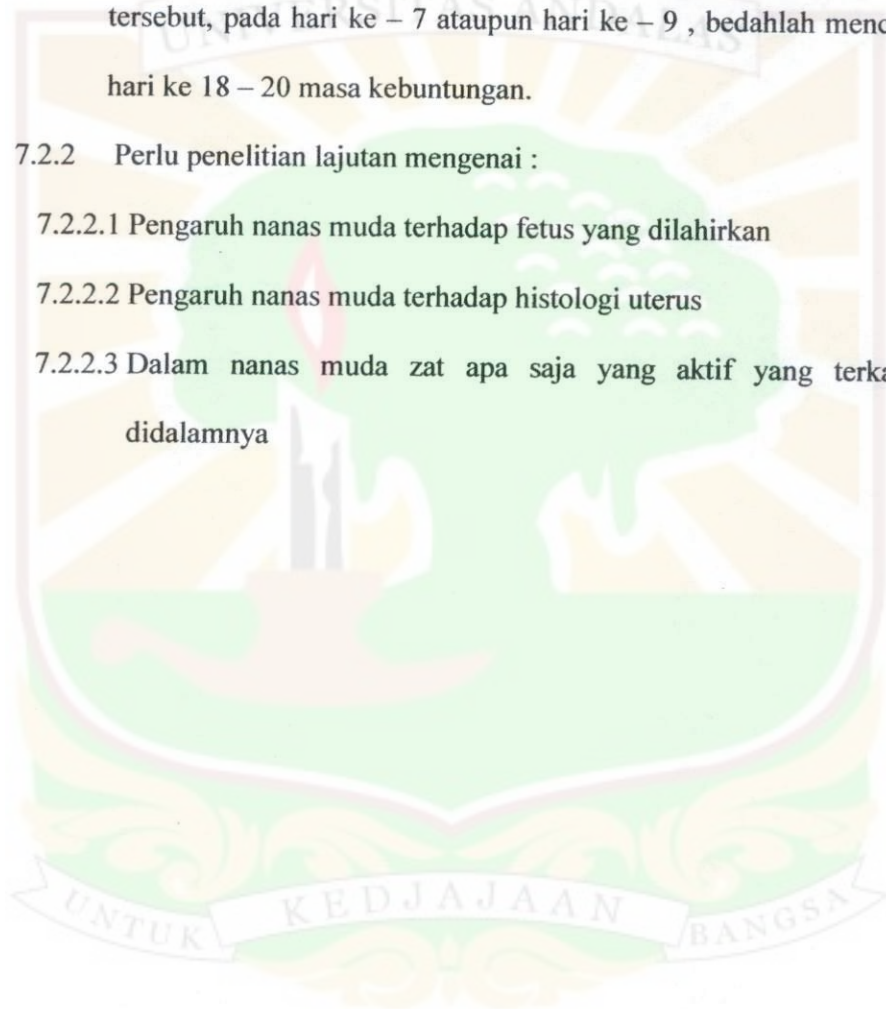 UNIVERSITAS ANDALAS
tersebut, pada hari ke – 7 ataupun hari ke – 9 , bedahlah
hari ke 18 – 20 masa kebuntungan.
7.2.2 Perlu penelitian lajutan mengenai :
7.2.2.1 Pengaruh nanas muda terhadap fetus yang dilahirkan
7.2.2.2 Pengaruh nanas muda terhadap histologi uterus
7.2.2.3 Dalam nanas muda zat apa saja yang aktif yang
didalamnya
UNTUK KEDJAJAAN BANGSA